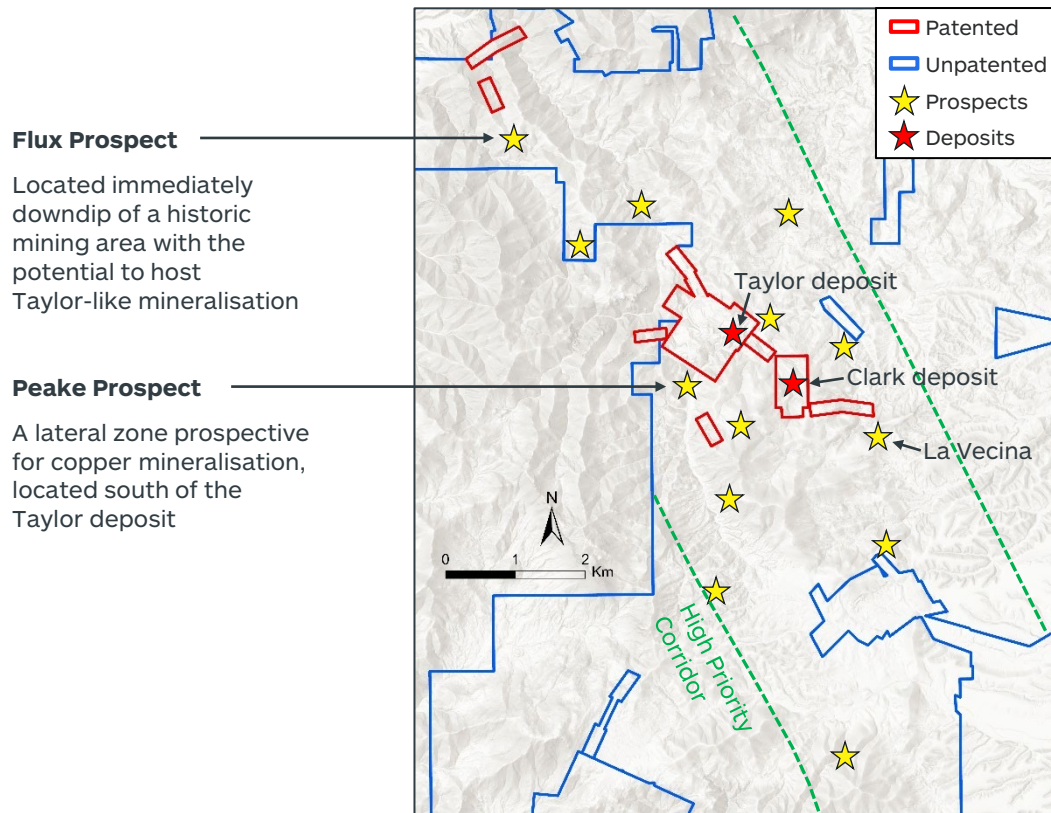 Patented
Unpatented
Prospects
Deposits
Flux Prospect
Located immediately
downdip of a historic
mining area with the
potential to host
Taylor-like mineralisation
Peake Prospect
A lateral zone prospective
for copper mineralisation,
located south of the
Taylor deposit
Taylor deposit
Clark deposit
La Vecina
N
0 1 2
Km
High Priority
Corridor